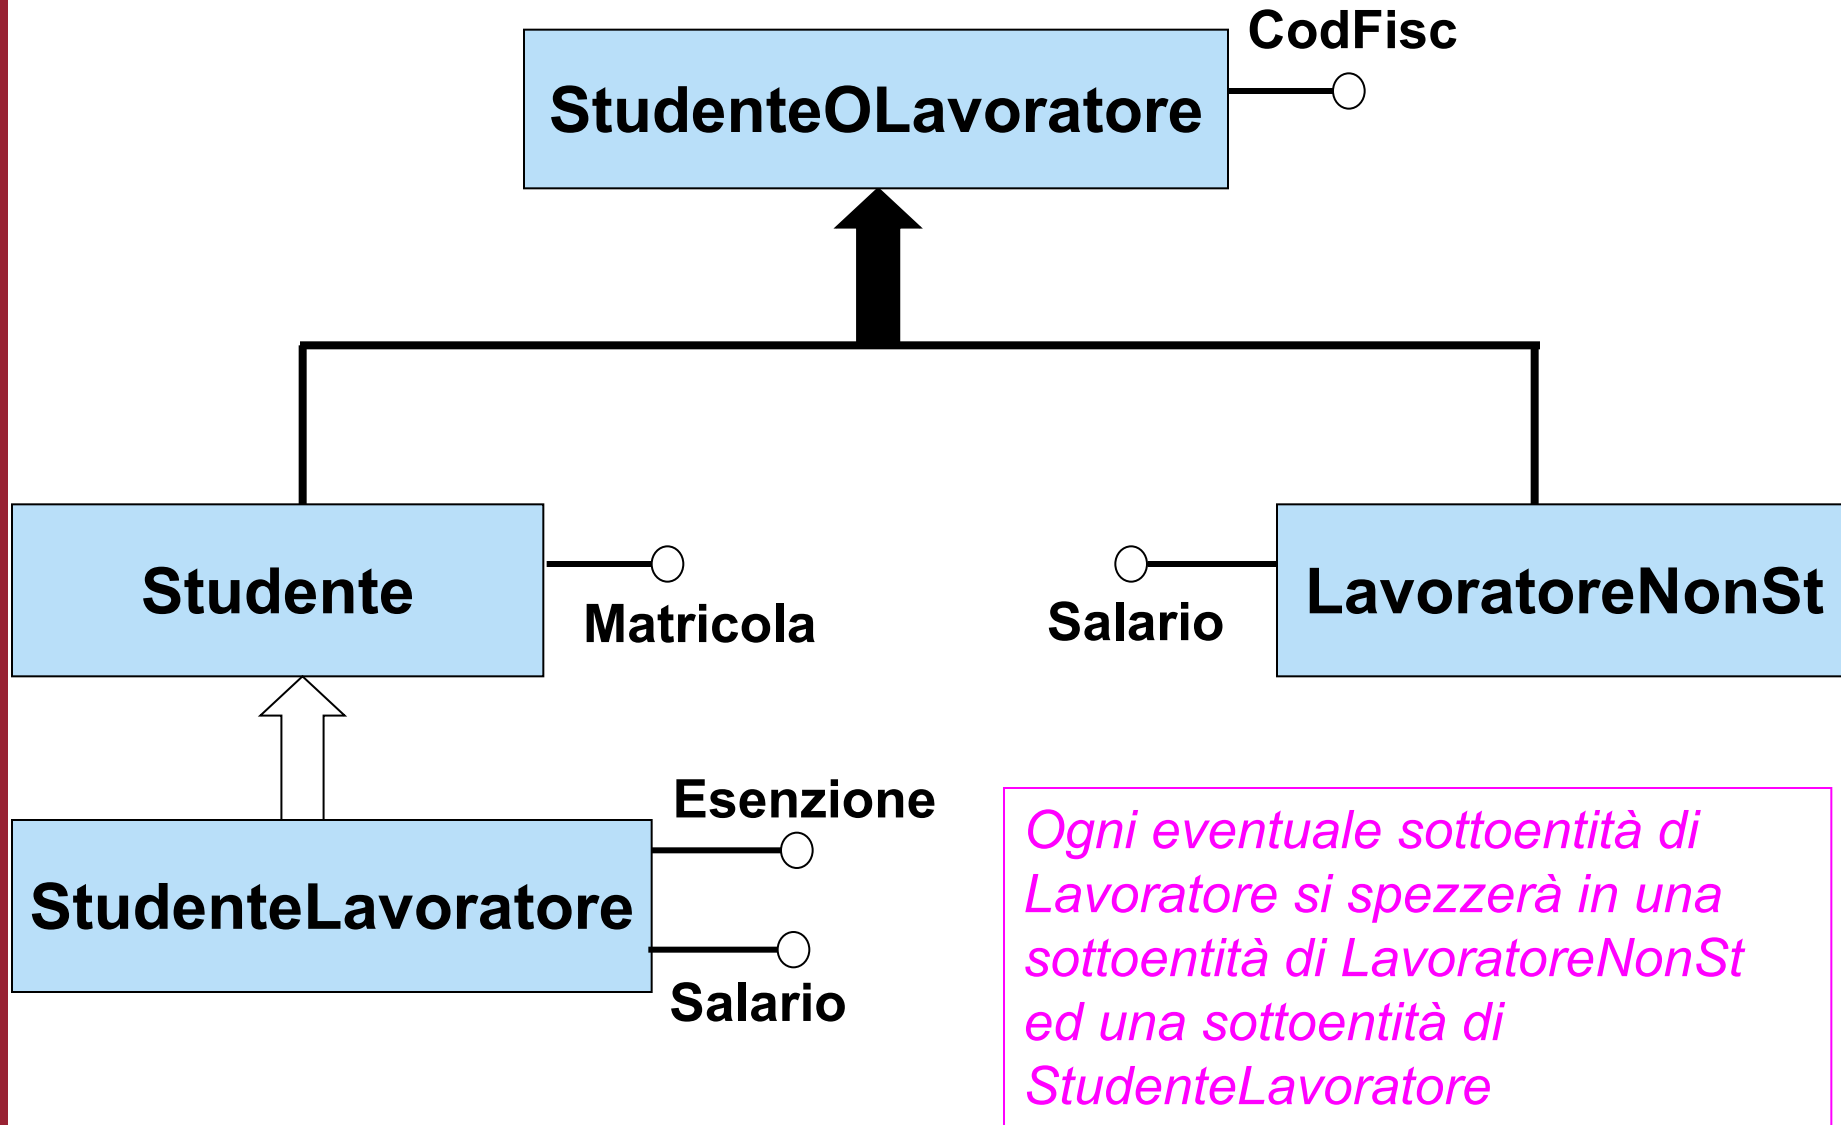 CodFisc
StudenteOLavoratore
Studente
Matricola
Salario
LavoratoreNonSt
Esenzione
StudenteLavoratore
Salario
Ogni eventuale sottoentità di
Lavoratore si spezzerà in una
sottoentità di LavoratoreNonSt
ed una sottoentità di
StudenteLavoratore